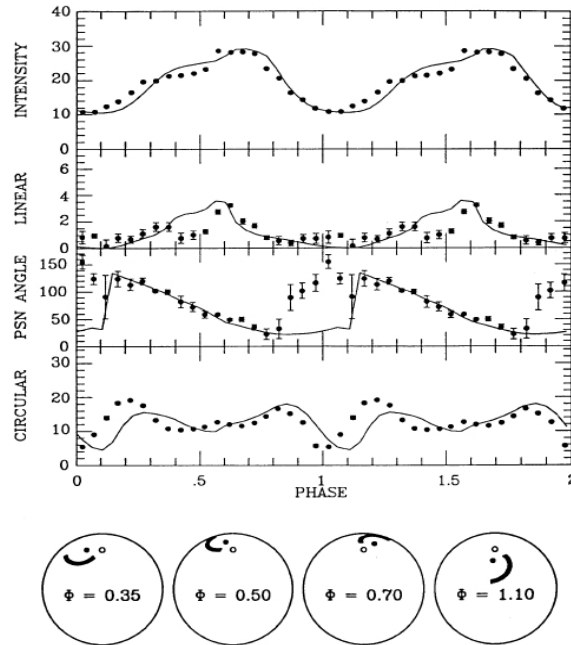 INTENSITY
40
30
20
10
0
LINEAR
6
4
2
0
PSN ANGLE
150
100
50
0
CIRCULAR
30
20
10
0
0 .5 1 1.5 2
PHASE
Φ = 0.35 Φ = 0.50 Φ = 0.70 Φ = 1.10